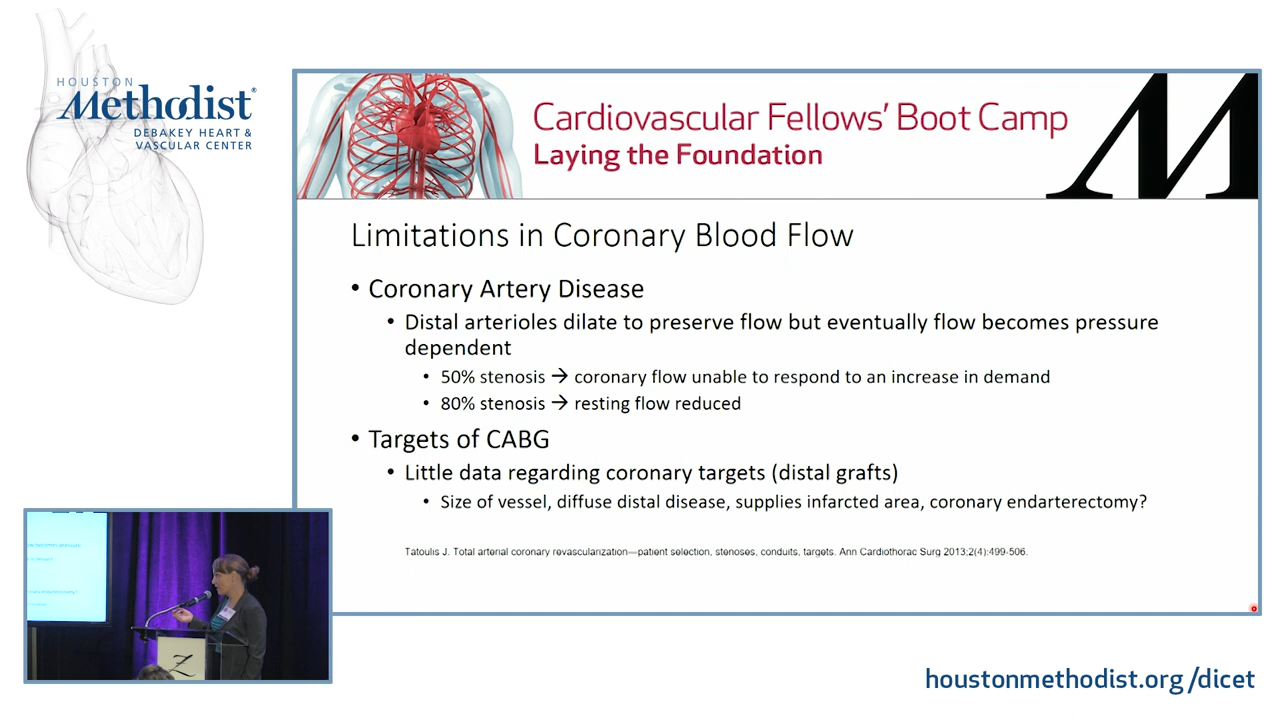 HOUSTON
Methodist®
DEBAKEY HEART &
VASCULAR CENTER
Cardiovascular Fellows' Boot Camp
Laying the Foundation
M
Limitations in Coronary Blood Flow
• Coronary Artery Disease
• Distal arterioles dilate to preserve flow but eventually flow becomes pressure
dependent
• 50% stenosis → coronary flow unable to respond to an increase in demand
• 80% stenosis → resting flow reduced
• Targets of CABG
• Little data regarding coronary targets (distal grafts)
• Size of vessel, diffuse distal disease, supplies infarcted area, coronary endarterectomy?
Tatoulis J. Total arterial coronary revascularization—patient selection, stenoses, conduits, targets. Ann Cardiothorac Surg 2013;2(4):499-506.
Z
houstonmethodist.org/dicet